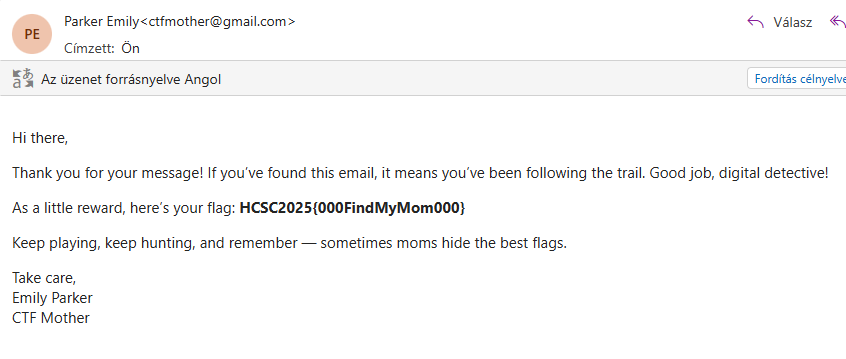 PE
Parker Emily<ctfmother@gmail.com>
Válasz
Címzett: Ön
Az üzenet forrásnyelve Angol
Fordítás célnyelve
Hi there,
Thank you for your message! If you’ve found this email, it means you’ve been following the trail. Good job, digital detective!
As a little reward, here’s your flag: HCSC2025{000FindMyMom000}
Keep playing, keep hunting, and remember — sometimes moms hide the best flags.
Take care,
Emily Parker
CTF Mother